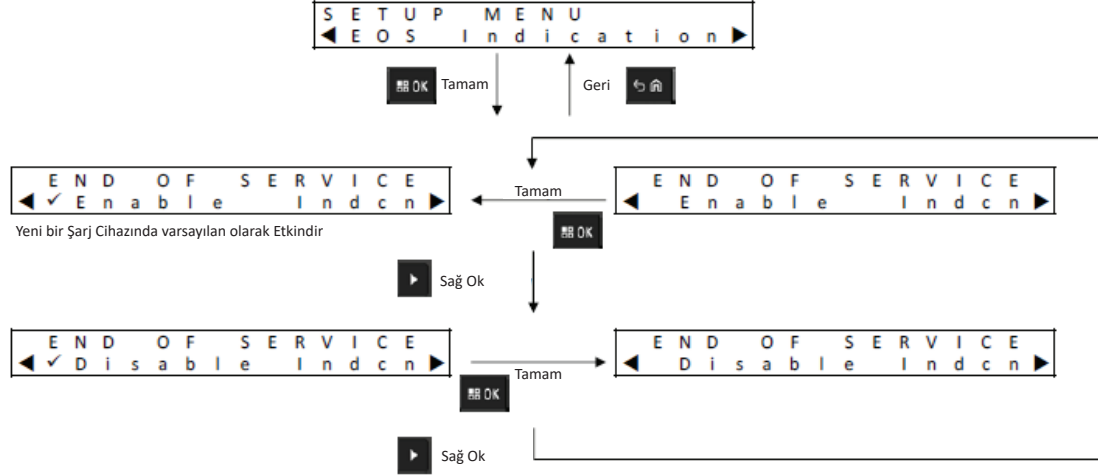 SETUP MENU
◀EOS Indication▶
OK
Tamam
Geri
END OF SERVICE
◀✓Enable Indcn▶
Tamam
END OF SERVICE
◀ Enable Indcn▶
Yeni bir Şarj Cihazında varsayılan olarak Etkindir
OK
Sağ Ok
END OF SERVICE
◀✓Disable Indcn▶
Tamam
END OF SERVICE
◀ Disable Indcn▶
OK
Sağ Ok